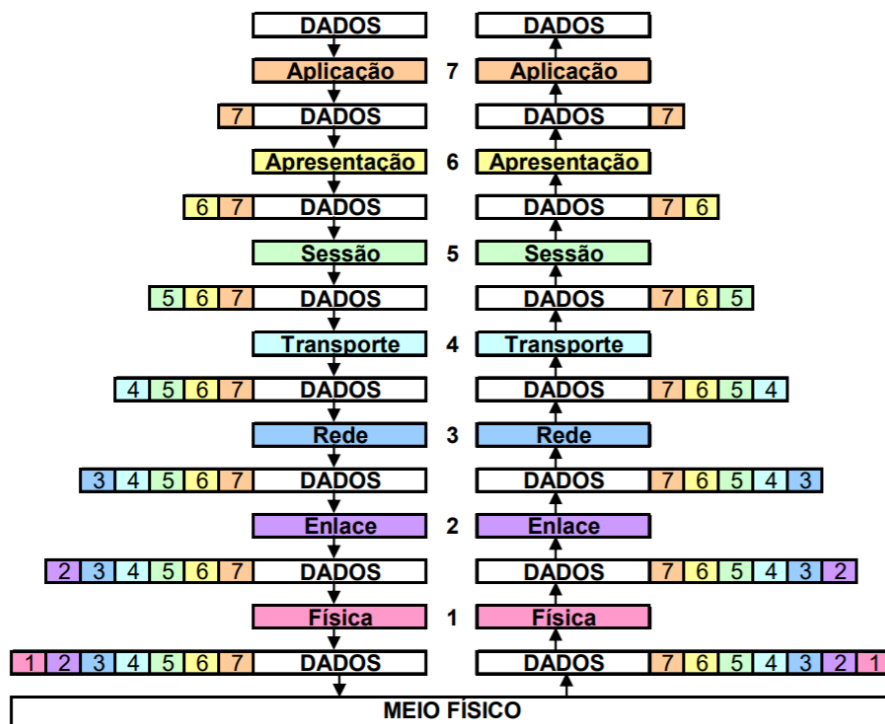 DADOS DADOS
Aplicação 7 Aplicação
7 DADOS DADOS 7
Apresentação 6 Apresentação
6 7 DADOS DADOS 7 6
Sessão 5 Sessão
5 6 7 DADOS DADOS 7 6 5
Transporte 4 Transporte
4 5 6 7 DADOS DADOS 7 6 5 4
Rede 3 Rede
3 4 5 6 7 DADOS DADOS 7 6 5 4 3
Enlace 2 Enlace
2 3 4 5 6 7 DADOS DADOS 7 6 5 4 3 2
Física 1 Física
1 2 3 4 5 6 7 DADOS DADOS 7 6 5 4 3 2 1
MEIO FÍSICO